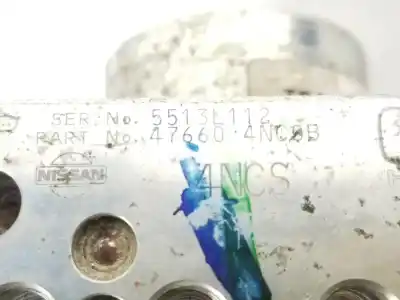 SER.No. 5513L112
PART No. 47660 4NC0B
NISSAN
4NCS